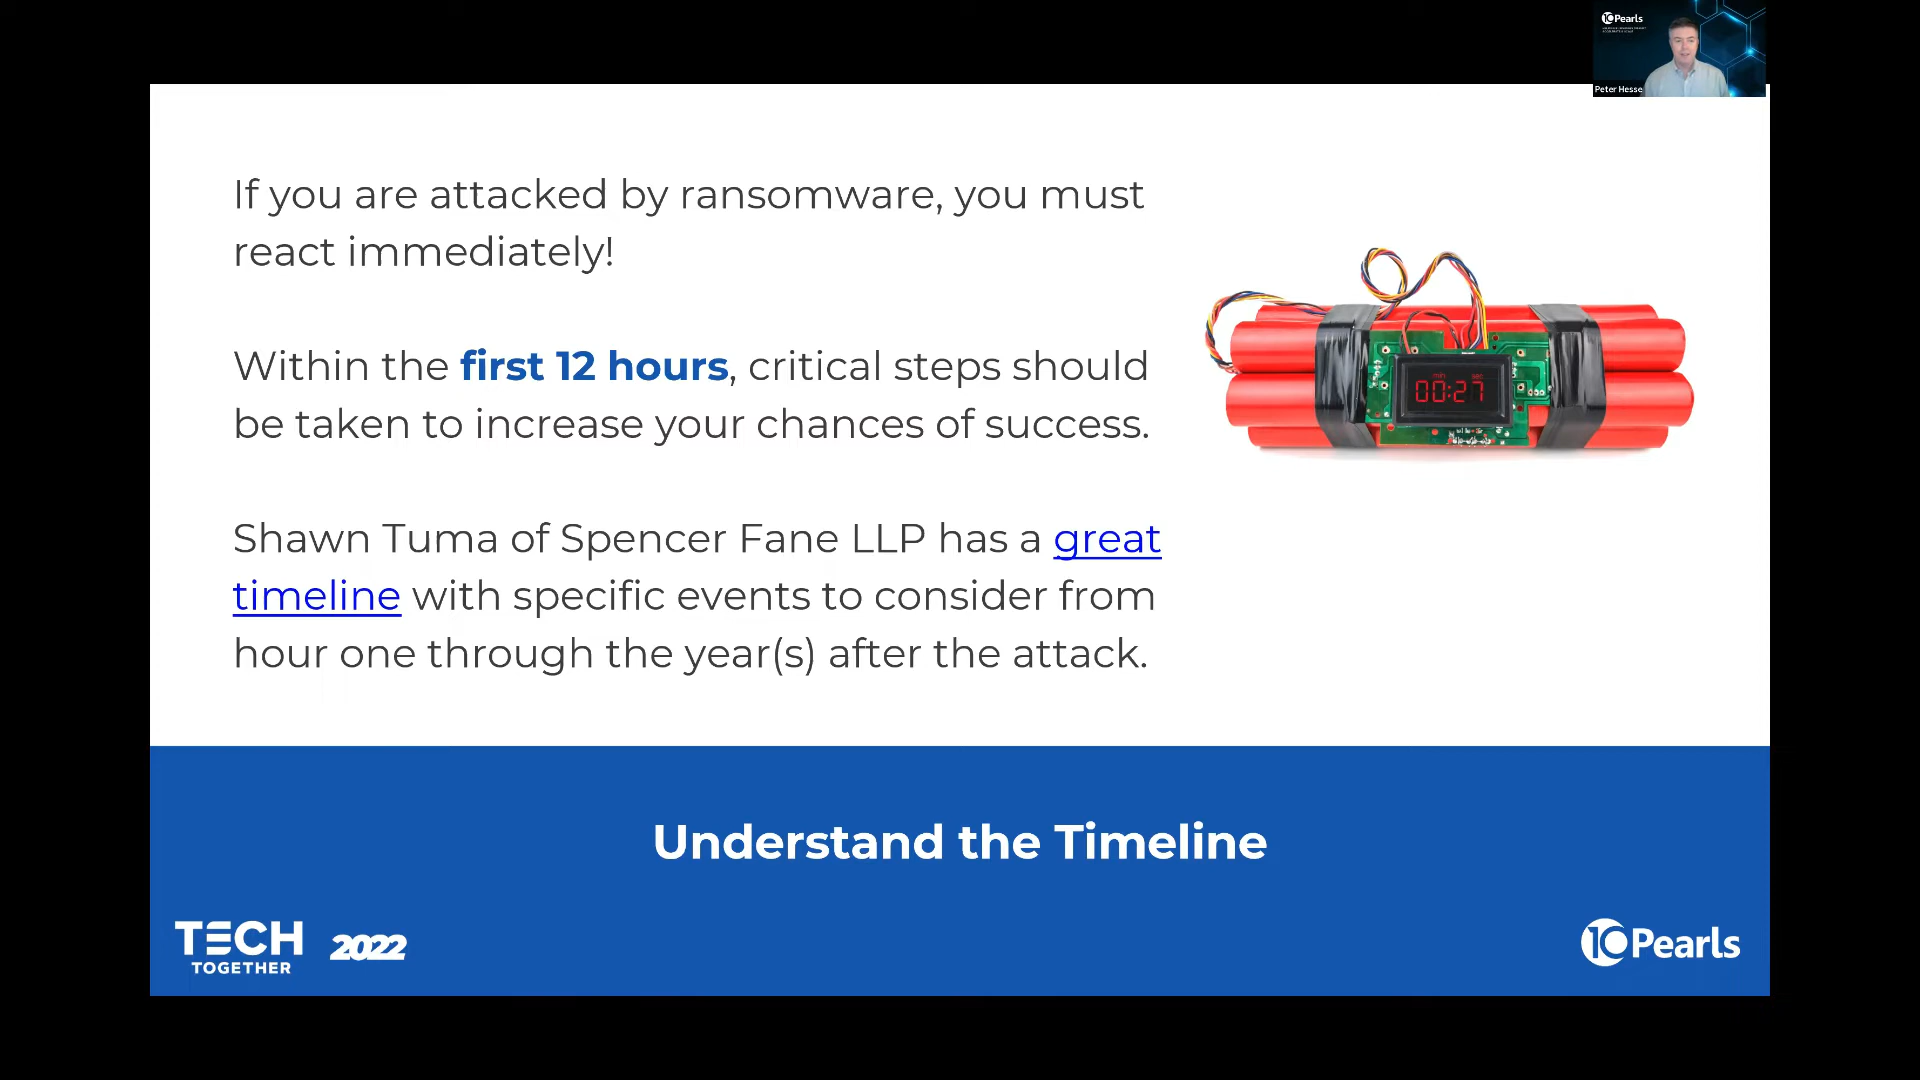 10Pearls
Peter Hesse
If you are attacked by ransomware, you must
react immediately!
Within the first 12 hours, critical steps should
be taken to increase your chances of success.
Shawn Tuma of Spencer Fane LLP has a great
timeline with specific events to consider from
hour one through the year(s) after the attack.
min sec
00:27
Understand the Timeline
TECH
TOGETHER
2022
10Pearls